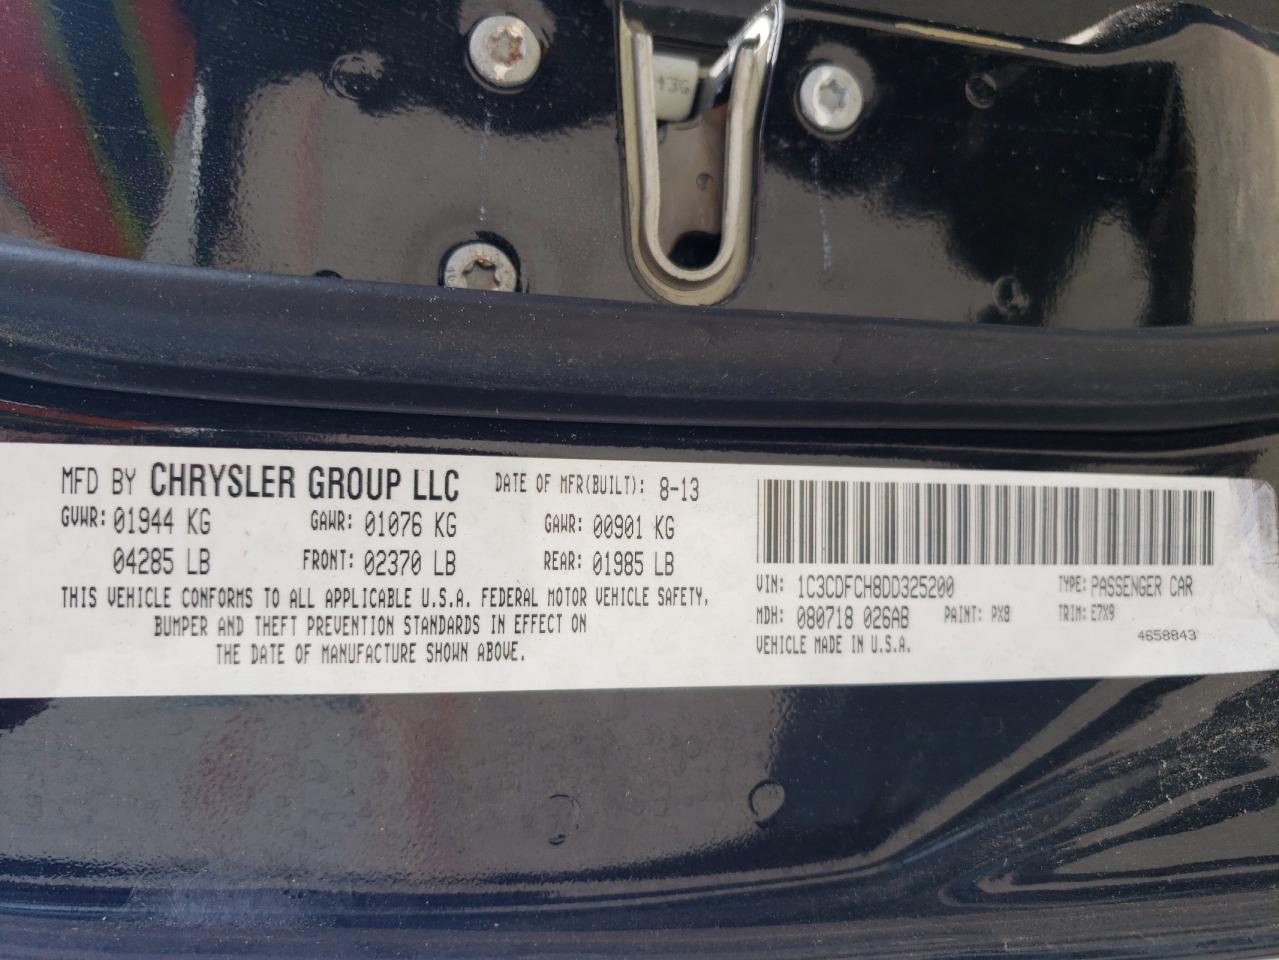 43G
MFD BY CHRYSLER GROUP LLC DATE OF MFR(BUILT): 8-13
GVWR: 01944 KG GAWR: 01076 KG GAWR: 00901 KG
04285 LB FRONT: 02370 LB REAR: 01985 LB
THIS VEHICLE CONFORMS TO ALL APPLICABLE U.S.A. FEDERAL MOTOR VEHICLE SAFETY,
BUMPER AND THEFT PREVENTION STANDARDS IN EFFECT ON
THE DATE OF MANUFACTURE SHOWN ABOVE.
VIN: 1C3CDFCH8DD325200 TYPE: PASSENGER CAR
MDH: 080718 026AB PAINT: PX8 TRIM: E7X9
VEHICLE MADE IN U.S.A. 4658843